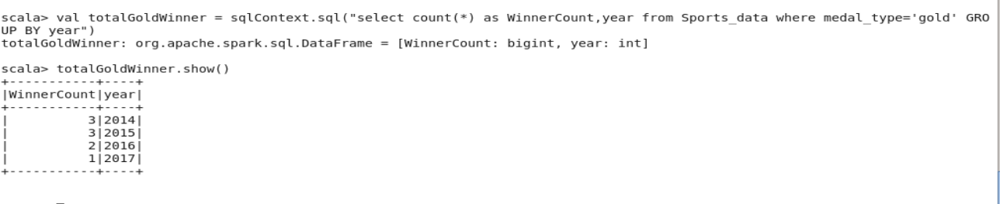 scala> val totalGoldWinner = sqlContext.sql("select count(*) as WinnerCount,year from Sports_data where medal_type='gold' GRO
UP BY year")
totalGoldWinner: org.apache.spark.sql.DataFrame = [WinnerCount: bigint, year: int]
scala> totalGoldWinner.show()
+-----------+----+
|WinnerCount|year|
+-----------+----+
|          3|2014|
|          3|2015|
|          2|2016|
|          1|2017|
+-----------+----+